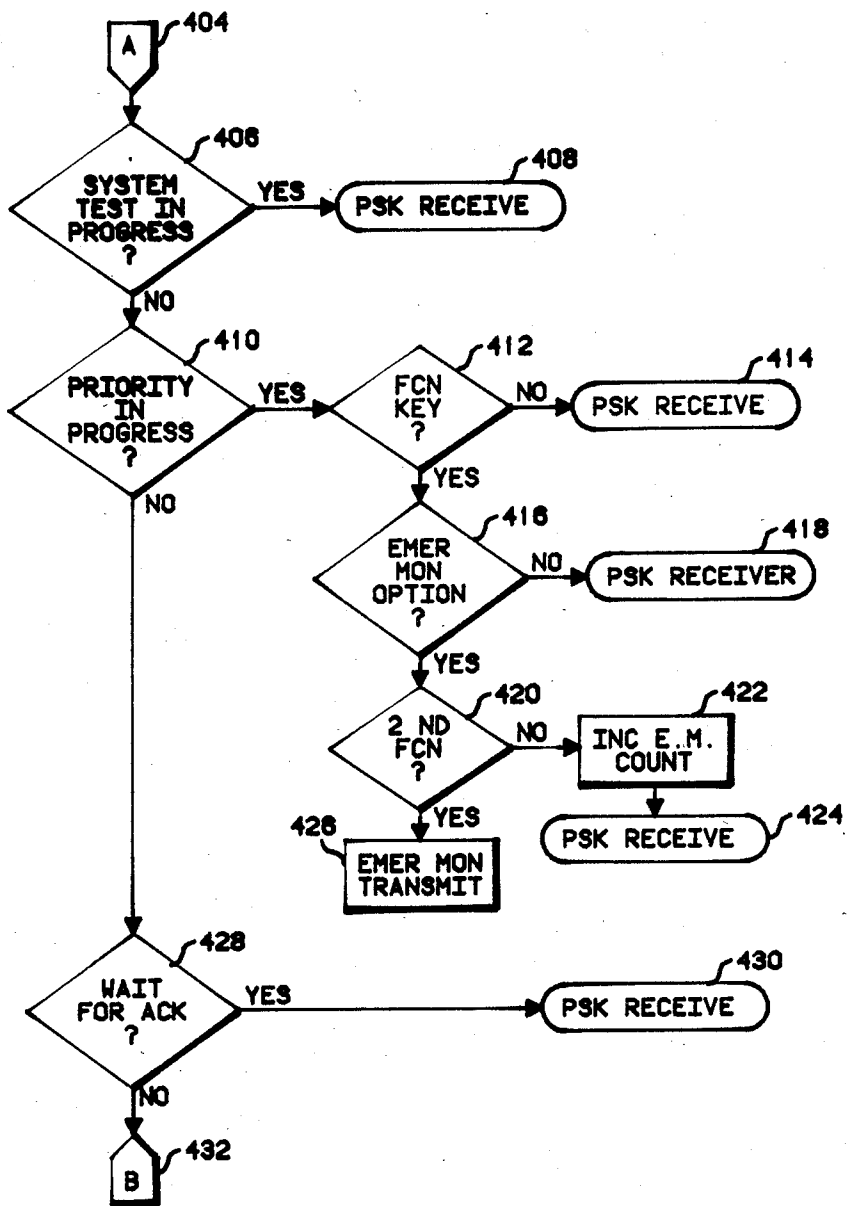 A
404
406
SYSTEM
TEST IN
PROGRESS
?
YES
PSK RECEIVE
408
NO
410
PRIORITY
IN
PROGRESS
?
YES
412
FCN
KEY
?
NO
PSK RECEIVE
414
YES
NO
416
EMER
MON
OPTION
?
NO
PSK RECEIVER
418
YES
420
2 ND
FCN
?
NO
422
INC E.M.
COUNT
YES
PSK RECEIVE
424
426
EMER MON
TRANSMIT
428
WAIT
FOR ACK
?
YES
PSK RECEIVE
430
NO
B
432